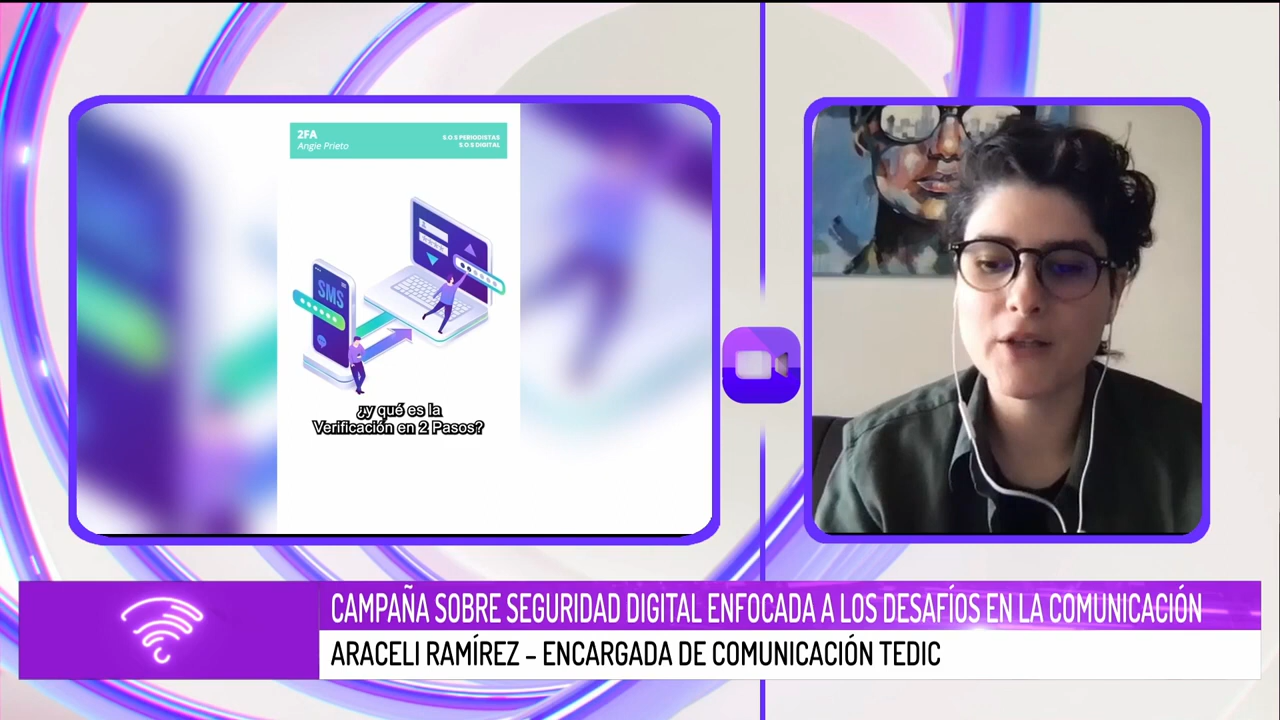 2FA
Angie Prieto
S.O.S PERIODISTAS
S.O.S DIGITAL
SMS
¿y qué es la
Verificación en 2 Pasos?
CAMPAÑA SOBRE SEGURIDAD DIGITAL ENFOCADA A LOS DESAFÍOS EN LA COMUNICACIÓN
ARACELI RAMÍREZ – ENCARGADA DE COMUNICACIÓN TEDIC